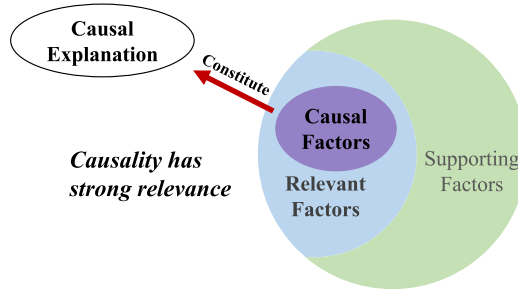 Causal
Explanation
Constitute
Causal
Factors
Causality has
strong relevance
Relevant
Factors
Supporting
Factors